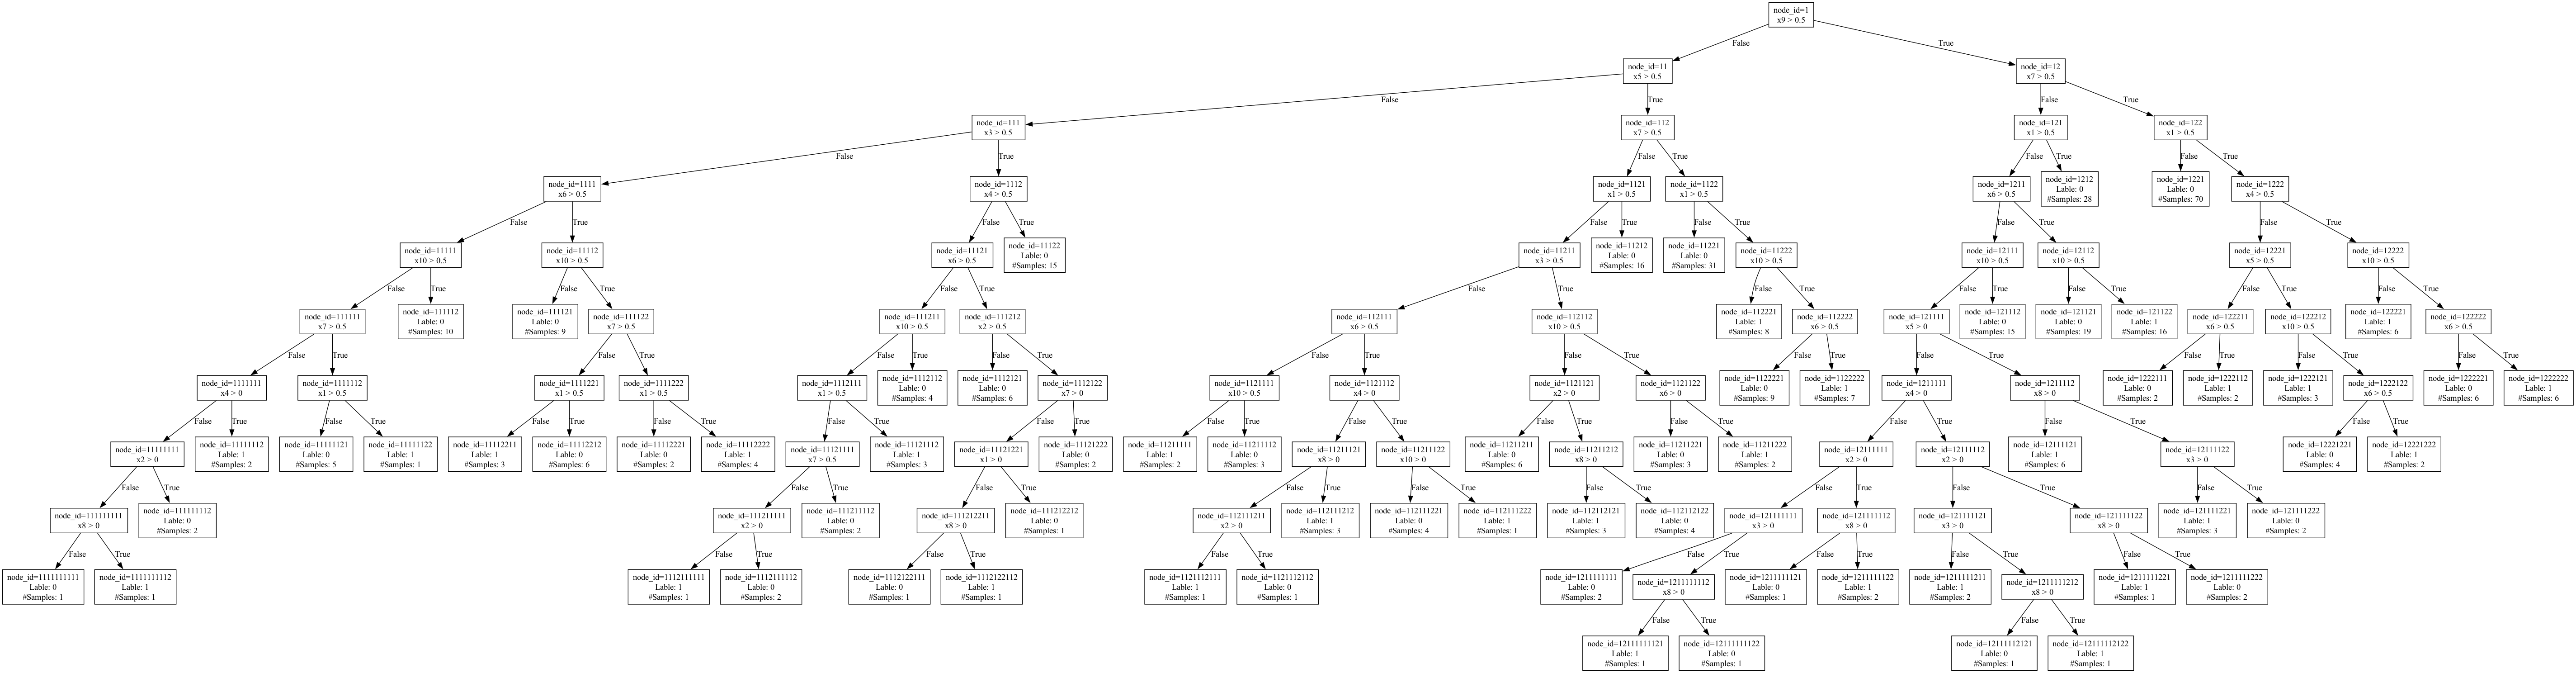 node_id=1
x9 > 0.5
False
True
node_id=11
x5 > 0.5
node_id=12
x7 > 0.5
False
True
False
True
node_id=111
x3 > 0.5
node_id=112
x7 > 0.5
node_id=121
x1 > 0.5
node_id=122
x1 > 0.5
False
True
False
True
False
True
False
True
node_id=1111
x6 > 0.5
node_id=1112
x4 > 0.5
node_id=1121
x1 > 0.5
node_id=1122
x1 > 0.5
node_id=1211
x6 > 0.5
node_id=1212
Lable: 0
#Samples: 28
node_id=1221
Lable: 0
#Samples: 70
node_id=1222
x4 > 0.5
False
True
False
True
False
True
False
True
False
True
False
True
node_id=11111
x10 > 0.5
node_id=11112
x10 > 0.5
node_id=11121
x6 > 0.5
node_id=11122
Lable: 0
#Samples: 15
node_id=11211
x3 > 0.5
node_id=11212
Lable: 0
#Samples: 16
node_id=11221
Lable: 0
#Samples: 31
node_id=11222
x10 > 0.5
node_id=12111
x10 > 0.5
node_id=12112
x10 > 0.5
node_id=12221
x5 > 0.5
node_id=12222
x10 > 0.5
False
True
False
True
False
True
False
True
False
True
False
True
False
True
False
True
False
True
node_id=111111
x7 > 0.5
node_id=111112
Lable: 0
#Samples: 10
node_id=111121
Lable: 0
#Samples: 9
node_id=111122
x7 > 0.5
node_id=111211
x10 > 0.5
node_id=111212
x2 > 0.5
node_id=112111
x6 > 0.5
node_id=112112
x10 > 0.5
node_id=112221
Lable: 1
#Samples: 8
node_id=112222
x6 > 0.5
node_id=121111
x5 > 0
node_id=121112
Lable: 0
#Samples: 15
node_id=121121
Lable: 0
#Samples: 19
node_id=121122
Lable: 1
#Samples: 16
node_id=122211
x6 > 0.5
node_id=122212
x10 > 0.5
node_id=122221
Lable: 1
#Samples: 6
node_id=122222
x6 > 0.5
False
True
False
True
False
True
False
True
False
True
False
True
False
True
False
True
False
True
False
True
False
True
node_id=1111111
x4 > 0
node_id=1111112
x1 > 0.5
node_id=1111221
x1 > 0.5
node_id=1111222
x1 > 0.5
node_id=1112111
x1 > 0.5
node_id=1112112
Lable: 0
#Samples: 4
node_id=1112121
Lable: 0
#Samples: 6
node_id=1112122
x7 > 0
node_id=1121111
x10 > 0.5
node_id=1121112
x4 > 0
node_id=1121121
x2 > 0
node_id=1121122
x6 > 0
node_id=1122221
Lable: 0
#Samples: 9
node_id=1122222
Lable: 1
#Samples: 7
node_id=1211111
x4 > 0
node_id=1211112
x8 > 0
node_id=1222111
Lable: 0
#Samples: 2
node_id=1222112
Lable: 1
#Samples: 2
node_id=1222121
Lable: 1
#Samples: 3
node_id=1222122
x6 > 0.5
node_id=1222221
Lable: 0
#Samples: 6
node_id=1222222
Lable: 1
#Samples: 6
False
True
False
True
False
True
False
True
False
True
False
True
False
True
False
True
False
True
False
True
False
True
False
True
False
True
node_id=11111111
x2 > 0
node_id=11111112
Lable: 1
#Samples: 2
node_id=11111121
Lable: 0
#Samples: 5
node_id=11111122
Lable: 1
#Samples: 1
node_id=11112211
Lable: 1
#Samples: 3
node_id=11112212
Lable: 0
#Samples: 6
node_id=11112221
Lable: 0
#Samples: 2
node_id=11112222
Lable: 1
#Samples: 4
node_id=11121111
x7 > 0.5
node_id=11121112
Lable: 1
#Samples: 3
node_id=11121221
x1 > 0
node_id=11121222
Lable: 0
#Samples: 2
node_id=11211111
Lable: 1
#Samples: 2
node_id=11211112
Lable: 0
#Samples: 3
node_id=11211121
x8 > 0
node_id=11211122
x10 > 0
node_id=11211211
Lable: 0
#Samples: 6
node_id=11211212
x8 > 0
node_id=11211221
Lable: 0
#Samples: 3
node_id=11211222
Lable: 1
#Samples: 2
node_id=12111111
x2 > 0
node_id=12111112
x2 > 0
node_id=12111121
Lable: 1
#Samples: 6
node_id=12111122
x3 > 0
node_id=12221221
Lable: 0
#Samples: 4
node_id=12221222
Lable: 1
#Samples: 2
False
True
False
True
False
True
False
True
False
True
False
True
False
True
False
True
False
True
node_id=111111111
x8 > 0
node_id=111111112
Lable: 0
#Samples: 2
node_id=111211111
x2 > 0
node_id=111211112
Lable: 0
#Samples: 2
node_id=111212211
x8 > 0
node_id=111212212
Lable: 0
#Samples: 1
node_id=112111211
x2 > 0
node_id=112111212
Lable: 1
#Samples: 3
node_id=112111221
Lable: 0
#Samples: 4
node_id=112111222
Lable: 1
#Samples: 1
node_id=112112121
Lable: 1
#Samples: 3
node_id=112112122
Lable: 0
#Samples: 4
node_id=121111111
x3 > 0
node_id=121111112
x8 > 0
node_id=121111121
x3 > 0
node_id=121111122
x8 > 0
node_id=121111221
Lable: 1
#Samples: 3
node_id=121111222
Lable: 0
#Samples: 2
False
True
False
True
False
True
False
True
False
True
False
True
False
True
False
True
node_id=1111111111
Lable: 0
#Samples: 1
node_id=1111111112
Lable: 1
#Samples: 1
node_id=1112111111
Lable: 1
#Samples: 1
node_id=1112111112
Lable: 0
#Samples: 2
node_id=1112122111
Lable: 0
#Samples: 1
node_id=1112122112
Lable: 1
#Samples: 1
node_id=1121112111
Lable: 1
#Samples: 1
node_id=1121112112
Lable: 0
#Samples: 1
node_id=1211111111
Lable: 0
#Samples: 2
node_id=1211111112
x8 > 0
node_id=1211111121
Lable: 0
#Samples: 1
node_id=1211111122
Lable: 1
#Samples: 2
node_id=1211111211
Lable: 1
#Samples: 2
node_id=1211111212
x8 > 0
node_id=1211111221
Lable: 1
#Samples: 1
node_id=1211111222
Lable: 0
#Samples: 2
False
True
False
True
node_id=12111111121
Lable: 1
#Samples: 1
node_id=12111111122
Lable: 0
#Samples: 1
node_id=12111112121
Lable: 0
#Samples: 1
node_id=12111112122
Lable: 1
#Samples: 1